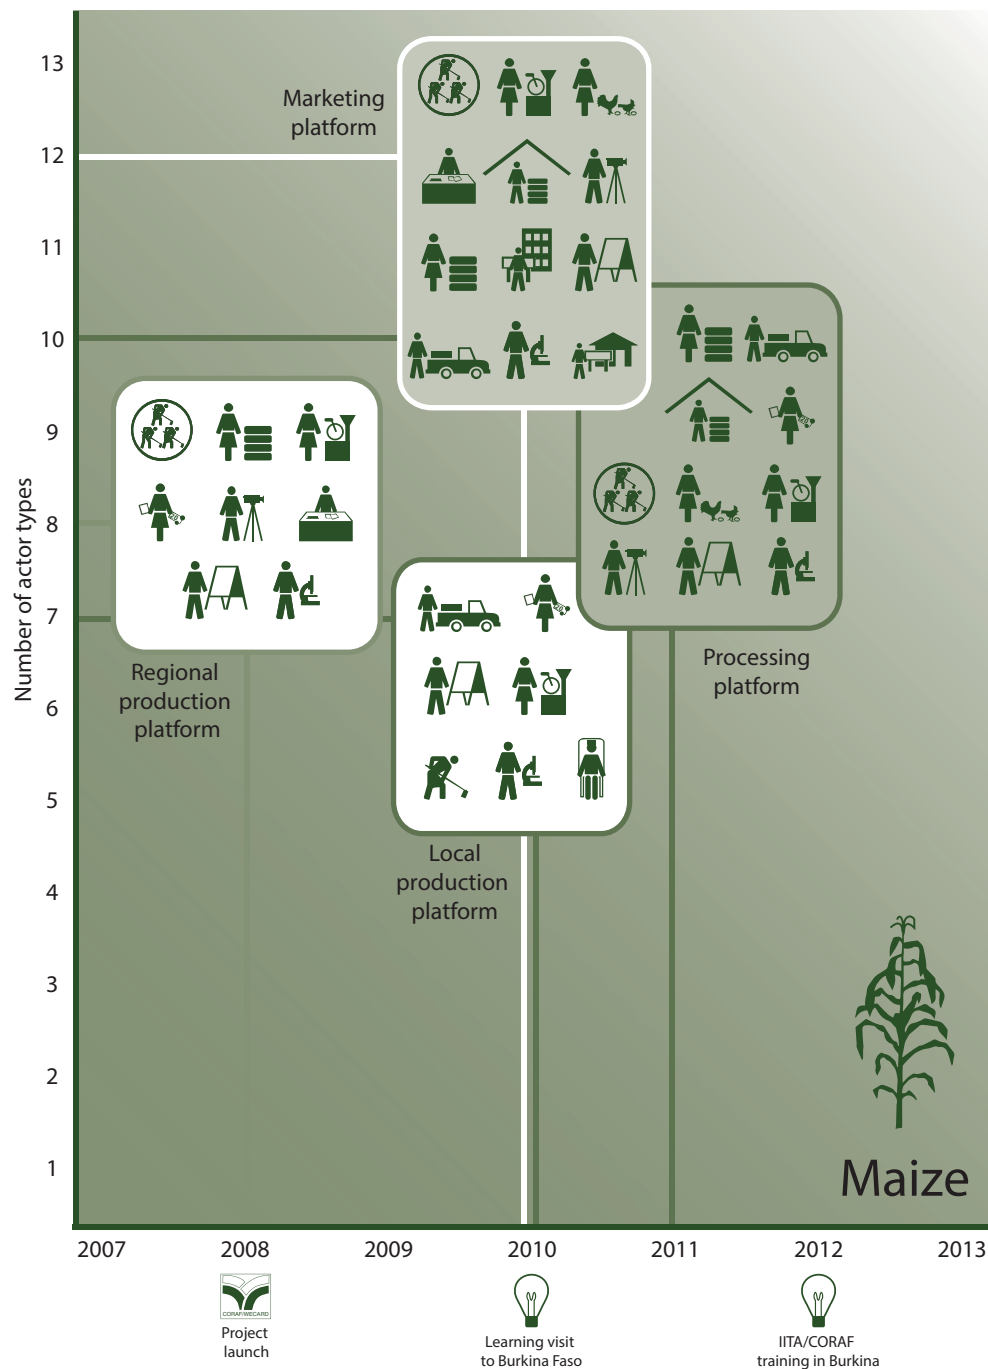 13
Marketing
platform
12
11
10
9
8
7
6
5
4
3
2
1
Number of actor types
Regional
production
platform
Processing
platform
Local
production
platform
Maize
2007 2008 2009 2010 2011 2012 2013
CORAF/WECARD
Project
launch
Learning visit
to Burkina Faso
IITA/CORAF
training in Burkina